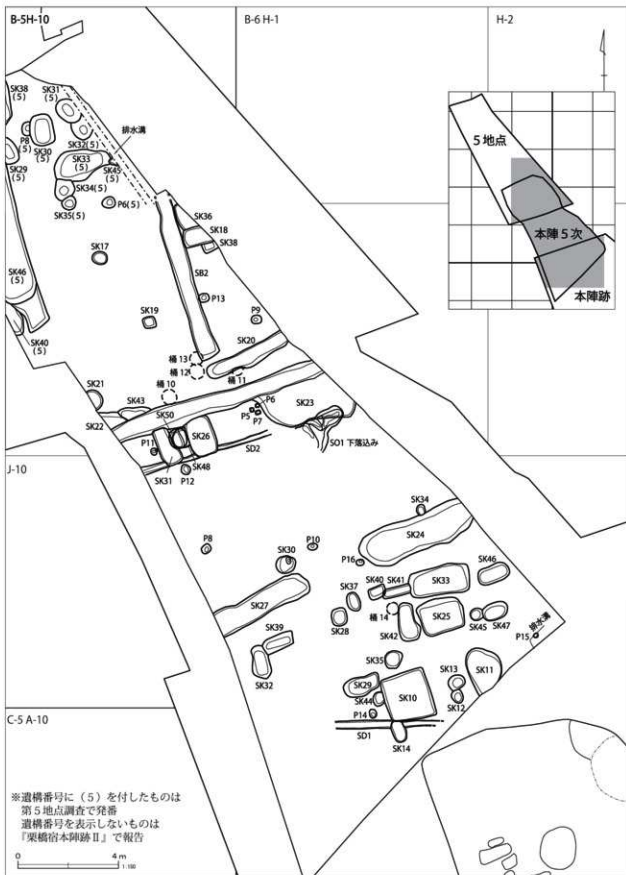 B-5H-10
B-6 H-1
H-2
SK38
(5)
SK31
(5)
P8
(5)
SK30
(5)
SK32(5)
排水溝
SK29
(5)
SK33
(5)
SK45
(5)
SK34(5)
SK35(5)
P6(5)
5地点
本陣5次
本陣跡
SK36
SK18
SK38
SK17
SB2
SK46
(5)
P13
SK19
P9
SK40
(5)
SK20
桶13
桶12
桶11
桶10
SK21
SK43
SK22
SK50
P6
P5
P7
SK23
P11
SK26
SO1下落込み
SD2
SK48
SK31
P12
J-10
SK34
SK24
P8
P10
SK30
P16
SK46
SK40
SK41
SK33
SK37
SK27
桶14
SK25
SK28
SK42
SK45
SK47
排水溝
P15
SK39
SK32
SK35
SK13
SK11
SK29
SK10
SK44
SK12
P14
SD1
SK14
C-5 A-10
※遺構番号に(5)を付したものは
第5地点調査で発番
遺構番号を表示しないものは
『栗橋宿本陣跡Ⅱ』で報告
0
4m
1:160